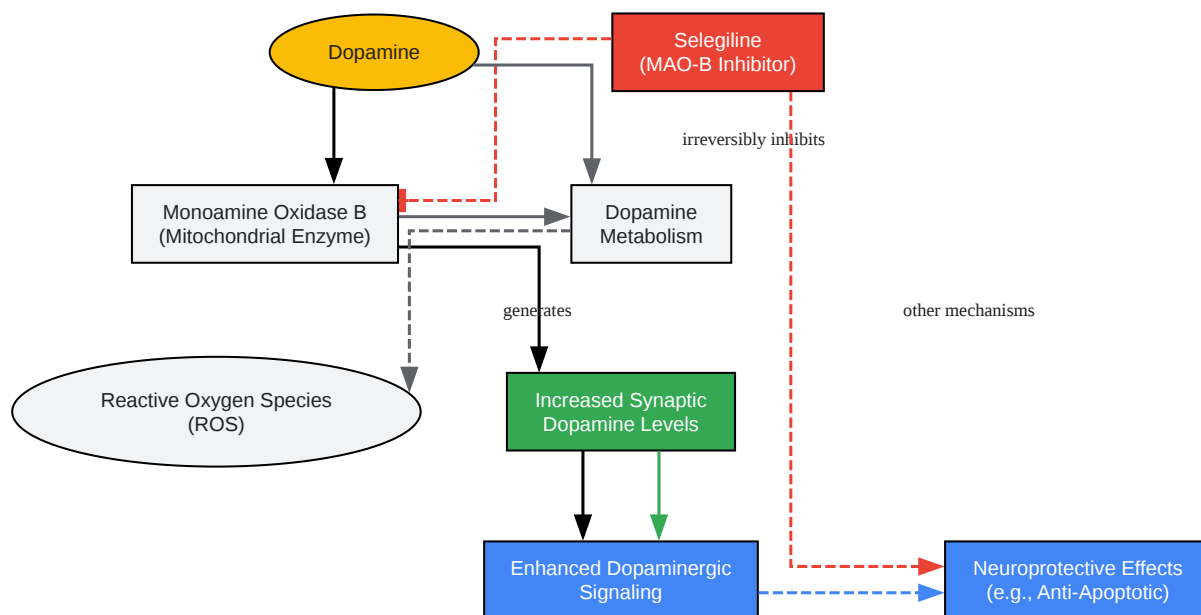 Dopamine
Selegiline
(MAO-B Inhibitor)
irreversibly inhibits
Monoamine Oxidase B
(Mitochondrial Enzyme)
Dopamine
Metabolism
generates
other mechanisms
Reactive Oxygen Species
(ROS)
Increased Synaptic
Dopamine Levels
Enhanced Dopaminergic
Signaling
Neuroprotective Effects
(e.g., Anti-Apoptotic)